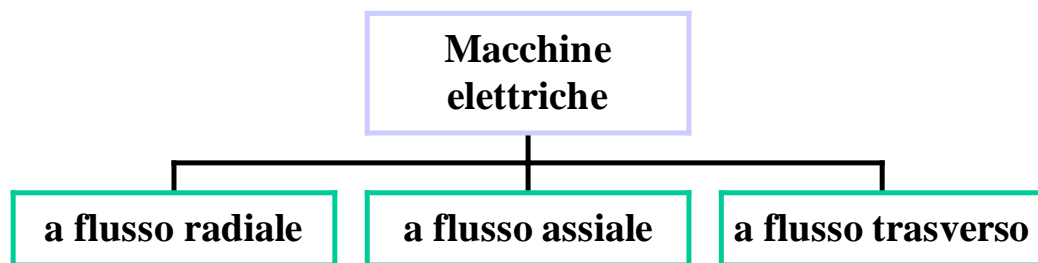 Macchine
elettriche
a flusso radiale
a flusso assiale
a flusso trasverso